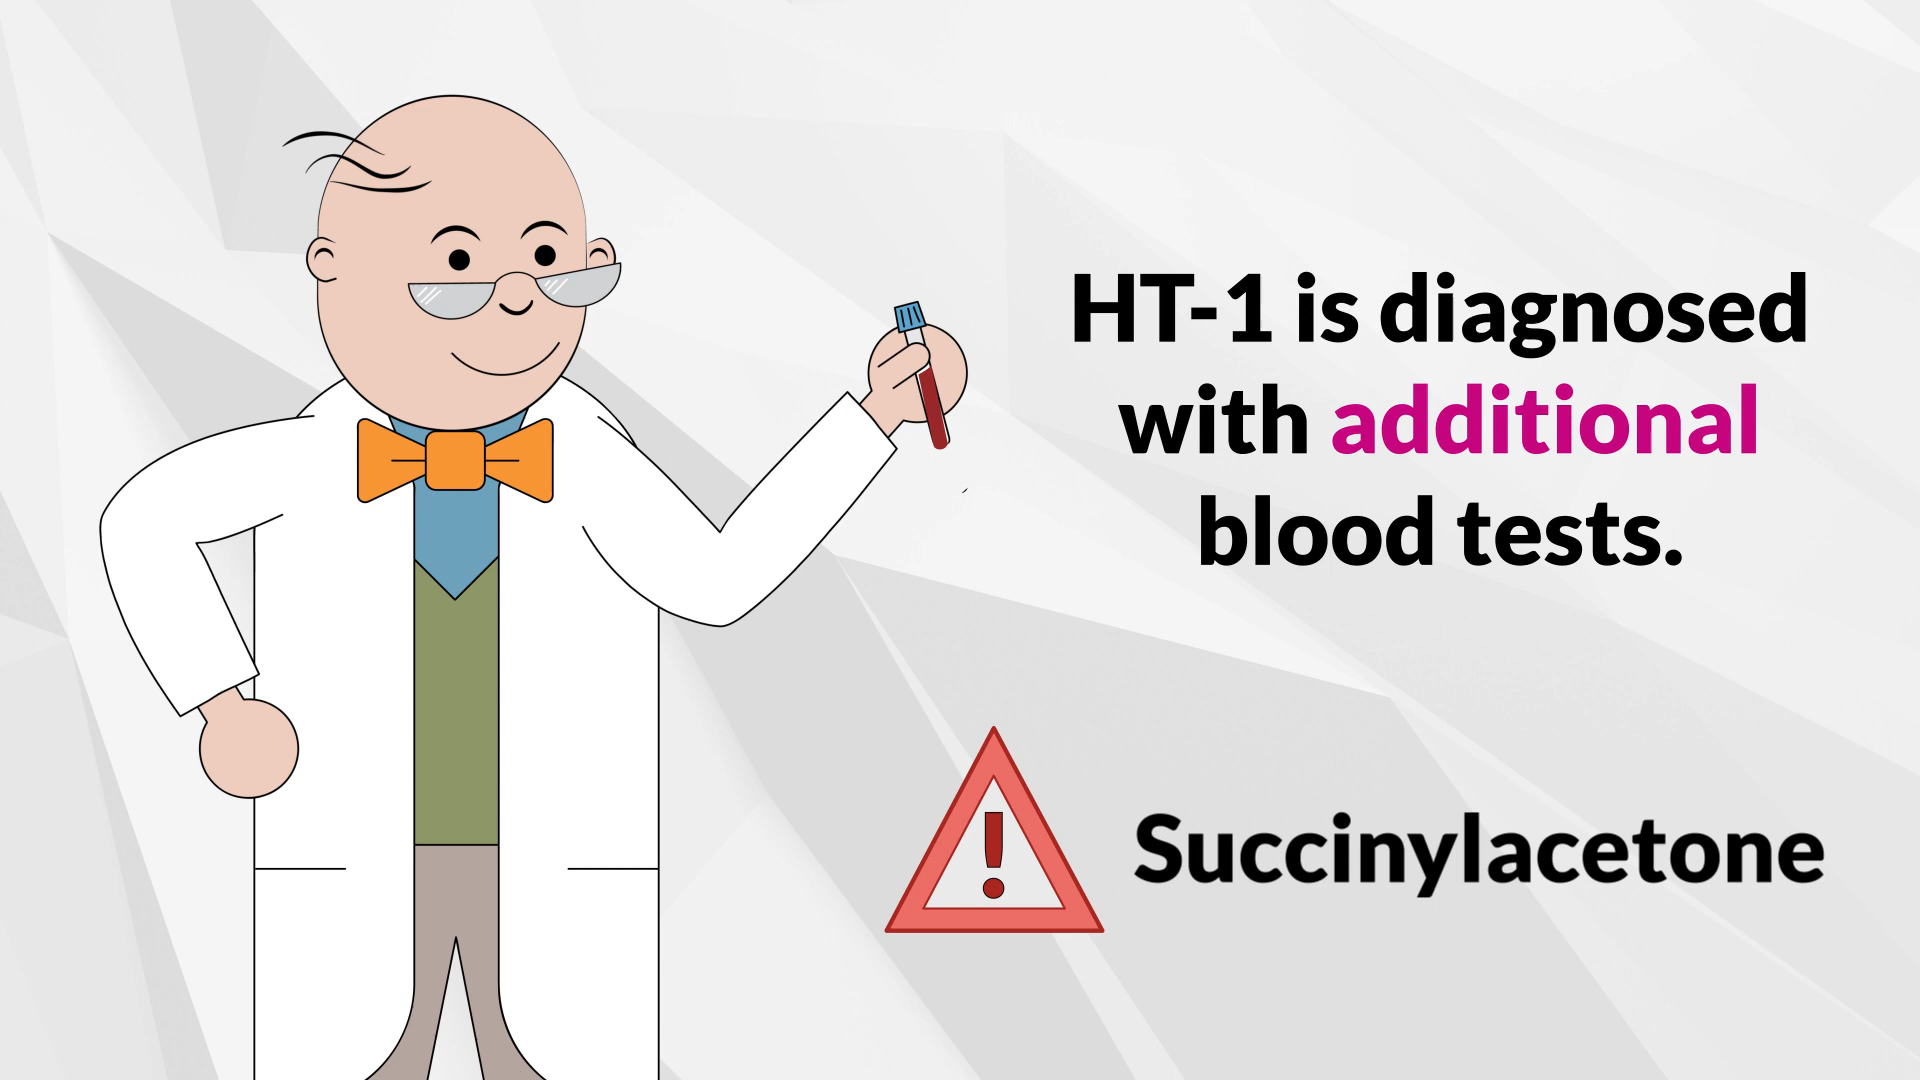 HT-1 is diagnosed
with additional
blood tests.
!
Succinylacetone